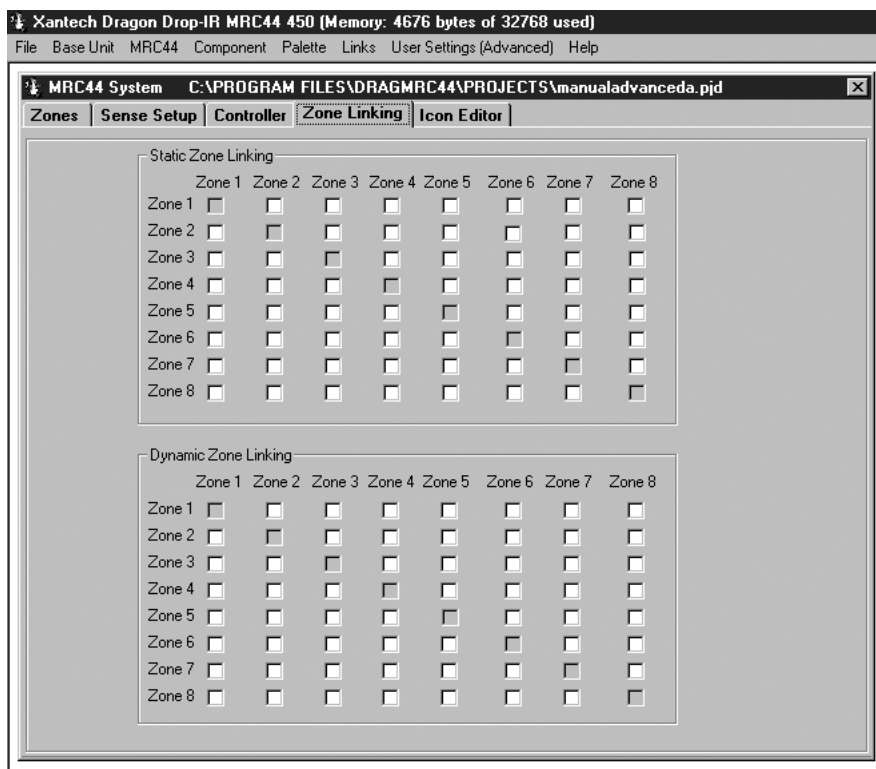 Xantech Dragon Drop-IR MRC44 450 (Memory: 4676 bytes of 32768 used)
File Base Unit MRC44 Component Palette Links User Settings (Advanced) Help
MRC44 System C:\PROGRAM FILES\DRAGMRC44\PROJECTS\manualadvanceda.pjd
Zones Sense Setup Controller Zone Linking Icon Editor
Static Zone Linking
Zone 1 Zone 2 Zone 3 Zone 4 Zone 5 Zone 6 Zone 7 Zone 8
Zone 1
Zone 2
Zone 3
Zone 4
Zone 5
Zone 6
Zone 7
Zone 8
Dynamic Zone Linking
Zone 1 Zone 2 Zone 3 Zone 4 Zone 5 Zone 6 Zone 7 Zone 8
Zone 1
Zone 2
Zone 3
Zone 4
Zone 5
Zone 6
Zone 7
Zone 8